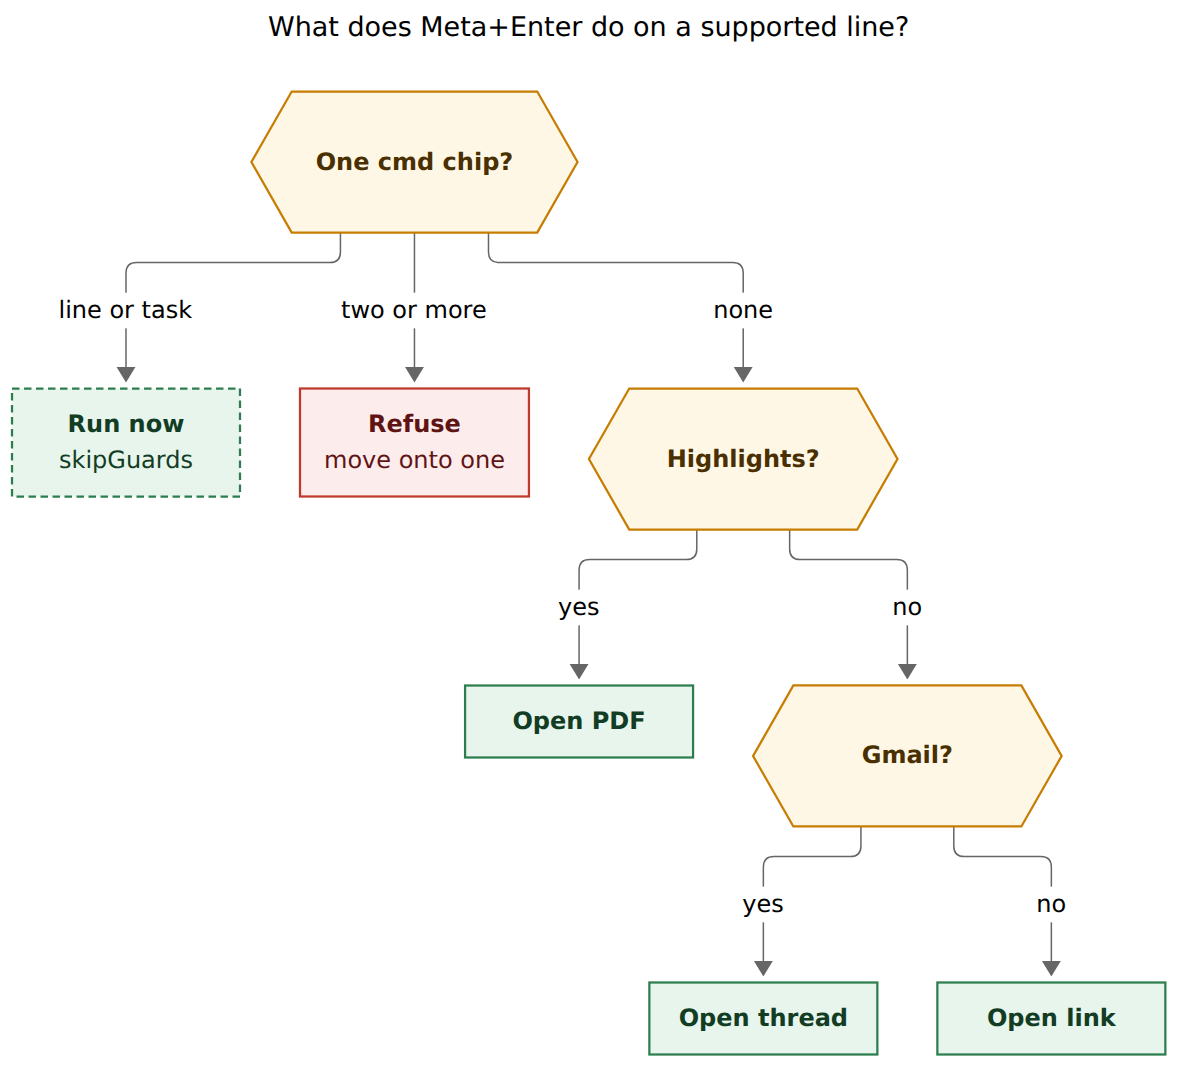 What does Meta+Enter do on a supported line?
One cmd chip?
line or task
two or more
none
Run now
skipGuards
Refuse
move onto one
Highlights?
yes
no
Open PDF
Gmail?
yes
no
Open thread
Open link